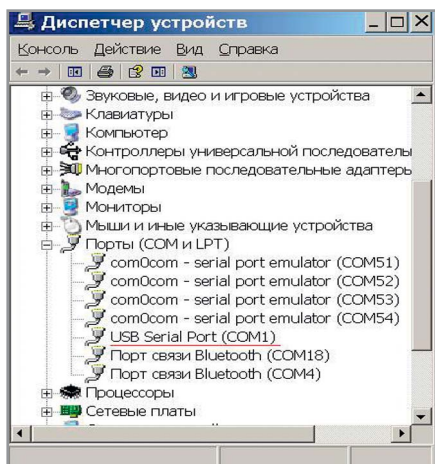 Диспетчер устройств
Консоль Действие Вид Справка
Звуковые, видео и игровые устройства
Клавиатуры
Компьютер
Контроллеры универсальной последователы
Многопортовые последовательные адаптерь
Модемы
Мониторы
Мыши и иные указывающие устройства
Порты (COM и LPT)
com0com - serial port emulator (COM51)
com0com - serial port emulator (COM52)
com0com - serial port emulator (COM53)
com0com - serial port emulator (COM54)
USB Serial Port (COM1)
Порт связи Bluetooth (COM18)
Порт связи Bluetooth (COM4)
Процессоры
Сетевые платы